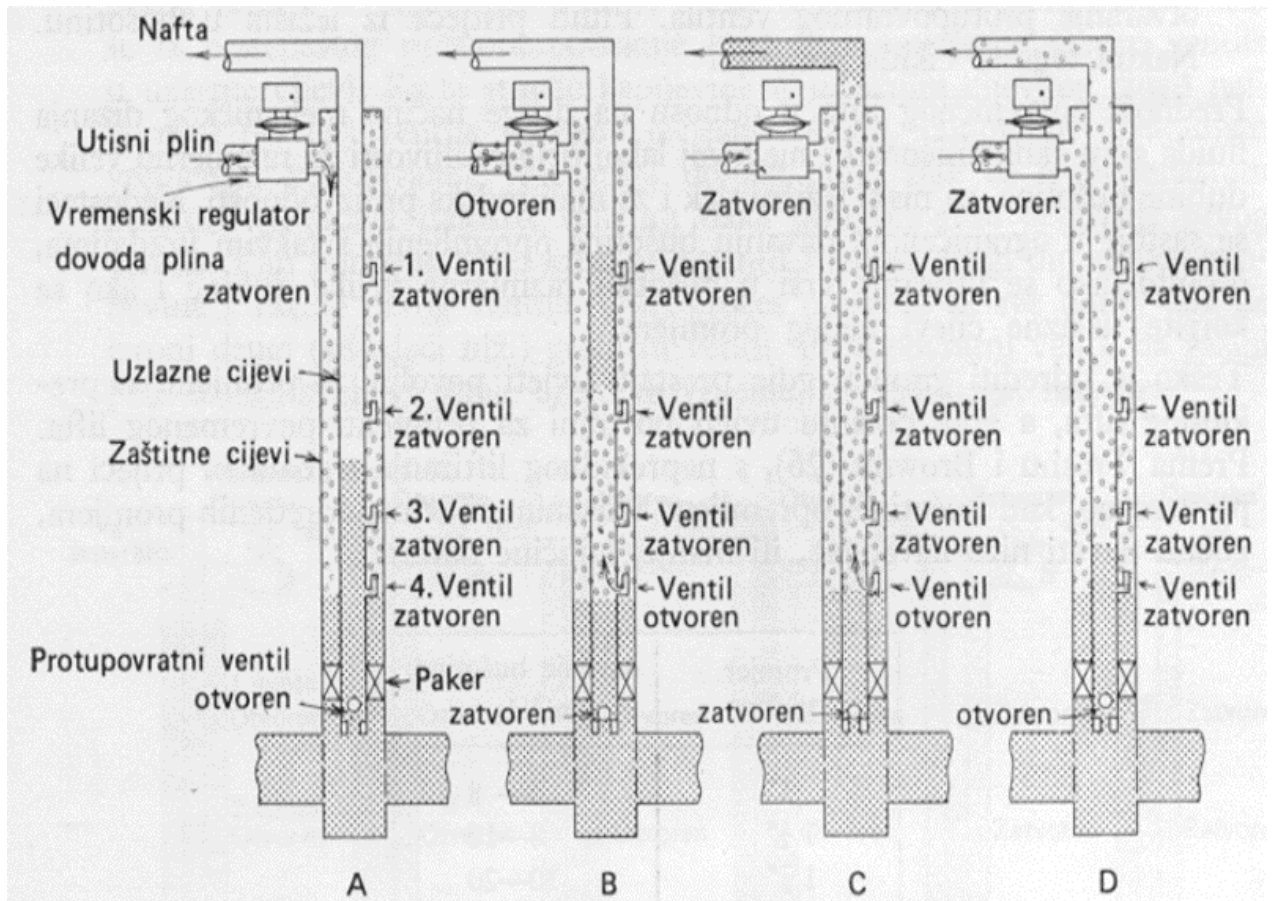 Nafta
Utisni plin
Vremenski regulator
dovoda plina
zatvoren
Uzlazne cijevi
Zaštitne cijevi
1. Ventil
zatvoren
2. Ventil
zatvoren
3. Ventil
zatvoren
4. Ventil
zatvoren
Protupovratni ventil
otvoren
Paker
A
Otvoren
Ventil
zatvoren
Ventil
zatvoren
Ventil
zatvoren
Ventil
otvoren
zatvoren
B
Zatvoren
Ventil
zatvoren
Ventil
zatvoren
Ventil
zatvoren
Ventil
otvoren
zatvoren
C
Zatvoren
Ventil
zatvoren
Ventil
zatvoren
Ventil
zatvoren
Ventil
zatvoren
otvoren
D